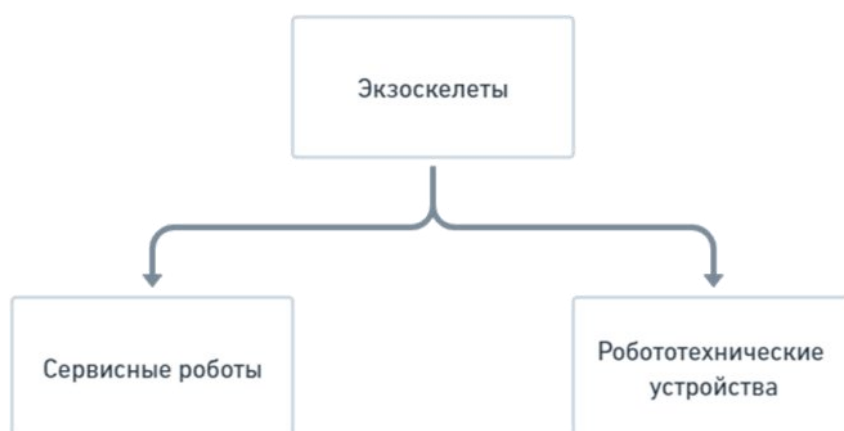 Экзоскелеты
Сервисные роботы
Робототехнические
устройства